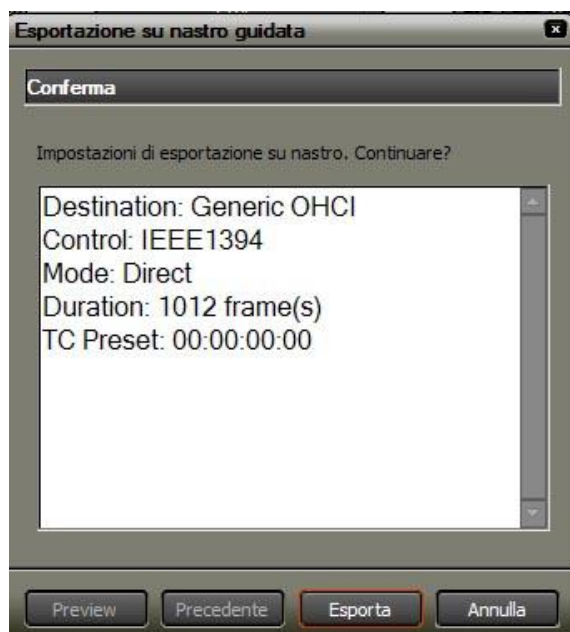 Esportazione su nastro guidata
Conferma
Impostazioni di esportazione su nastro. Continuare?
Destination: Generic OHCI
Control: IEEE1394
Mode: Direct
Duration: 1012 frame(s)
TC Preset: 00:00:00:00
Preview Precedente Esporta Annulla